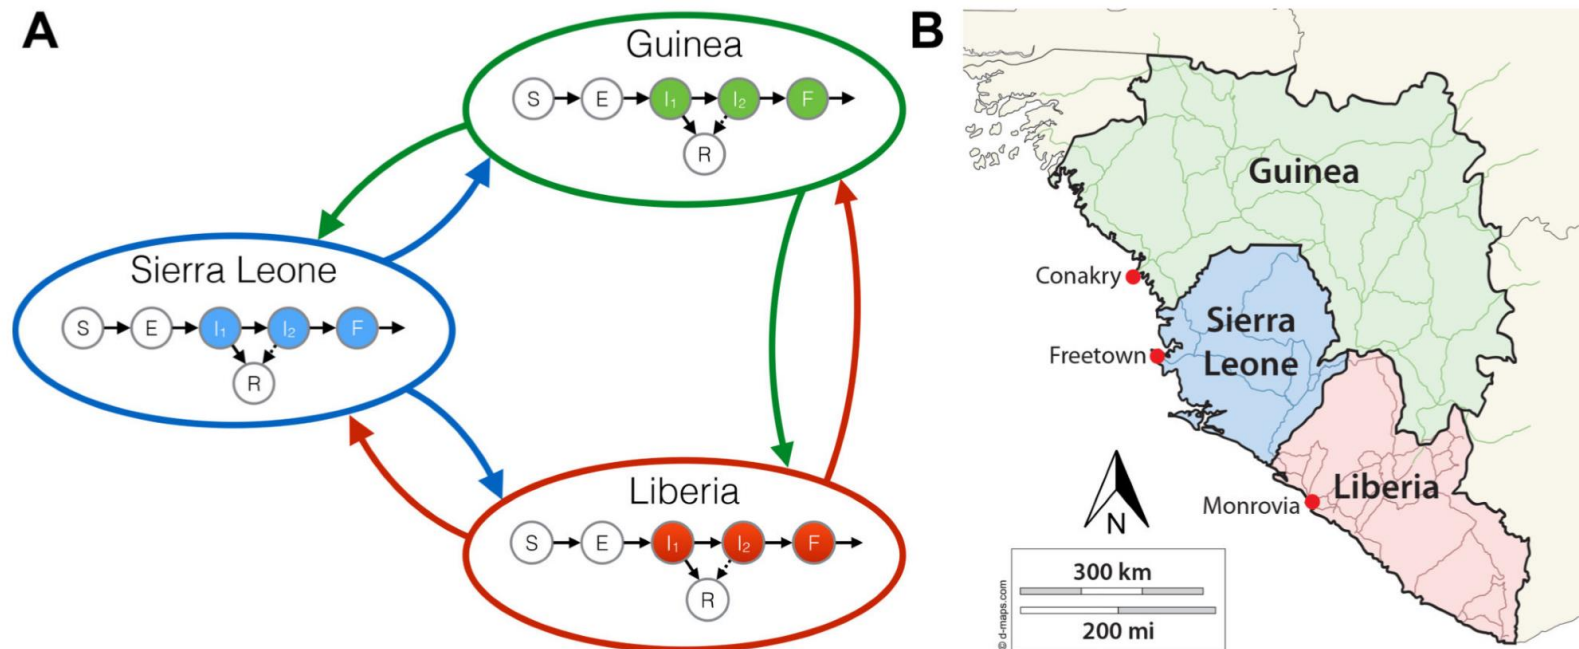 A
Guinea
S E I₁ I₂ F
R
Sierra Leone
S E I₁ I₂ F
R
Liberia
S E I₁ I₂ F
R
B
Guinea
Conakry
Sierra
Leone
Freetown
Liberia
Monrovia
N
300 km
200 mi
© d-maps.com